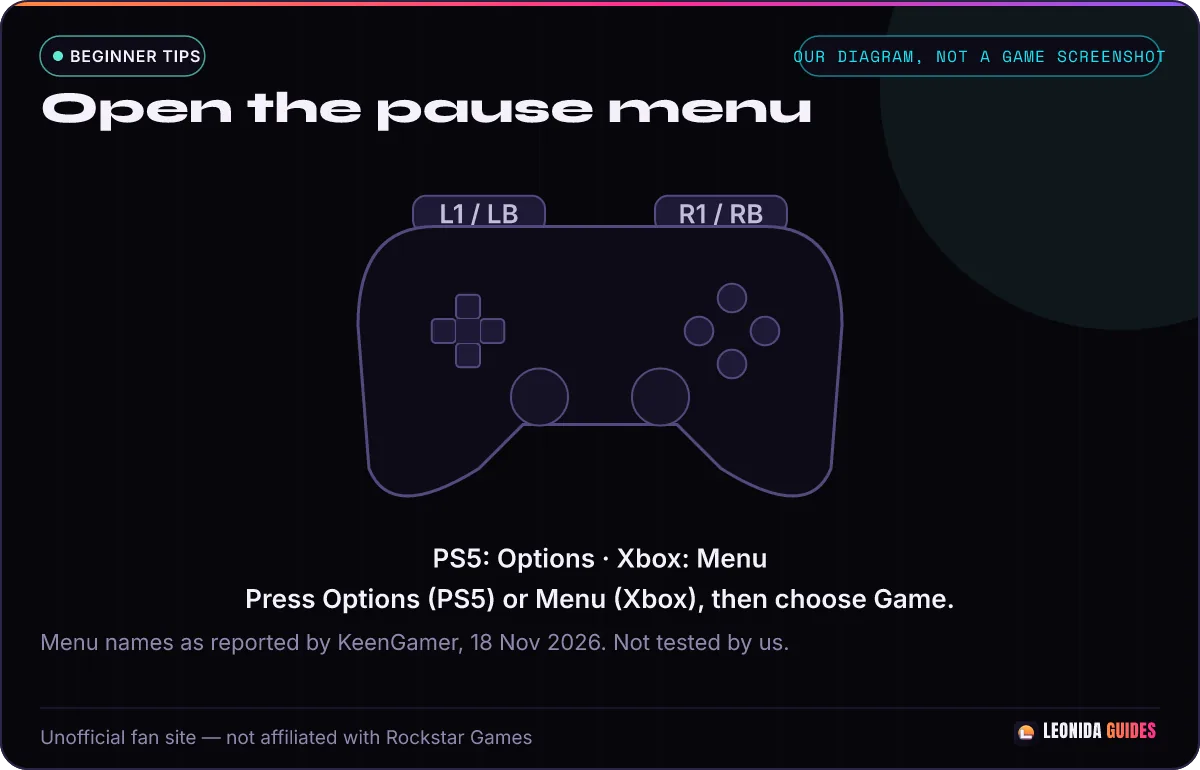 BEGINNER TIPS
OUR DIAGRAM, NOT A GAME SCREENSHOT
Open the pause menu
L1 / LB
R1 / RB
PS5: Options · Xbox: Menu
Press Options (PS5) or Menu (Xbox), then choose Game.
Menu names as reported by KeenGamer, 18 Nov 2026. Not tested by us.
Unofficial fan site — not affiliated with Rockstar Games
LEONIDA GUIDES